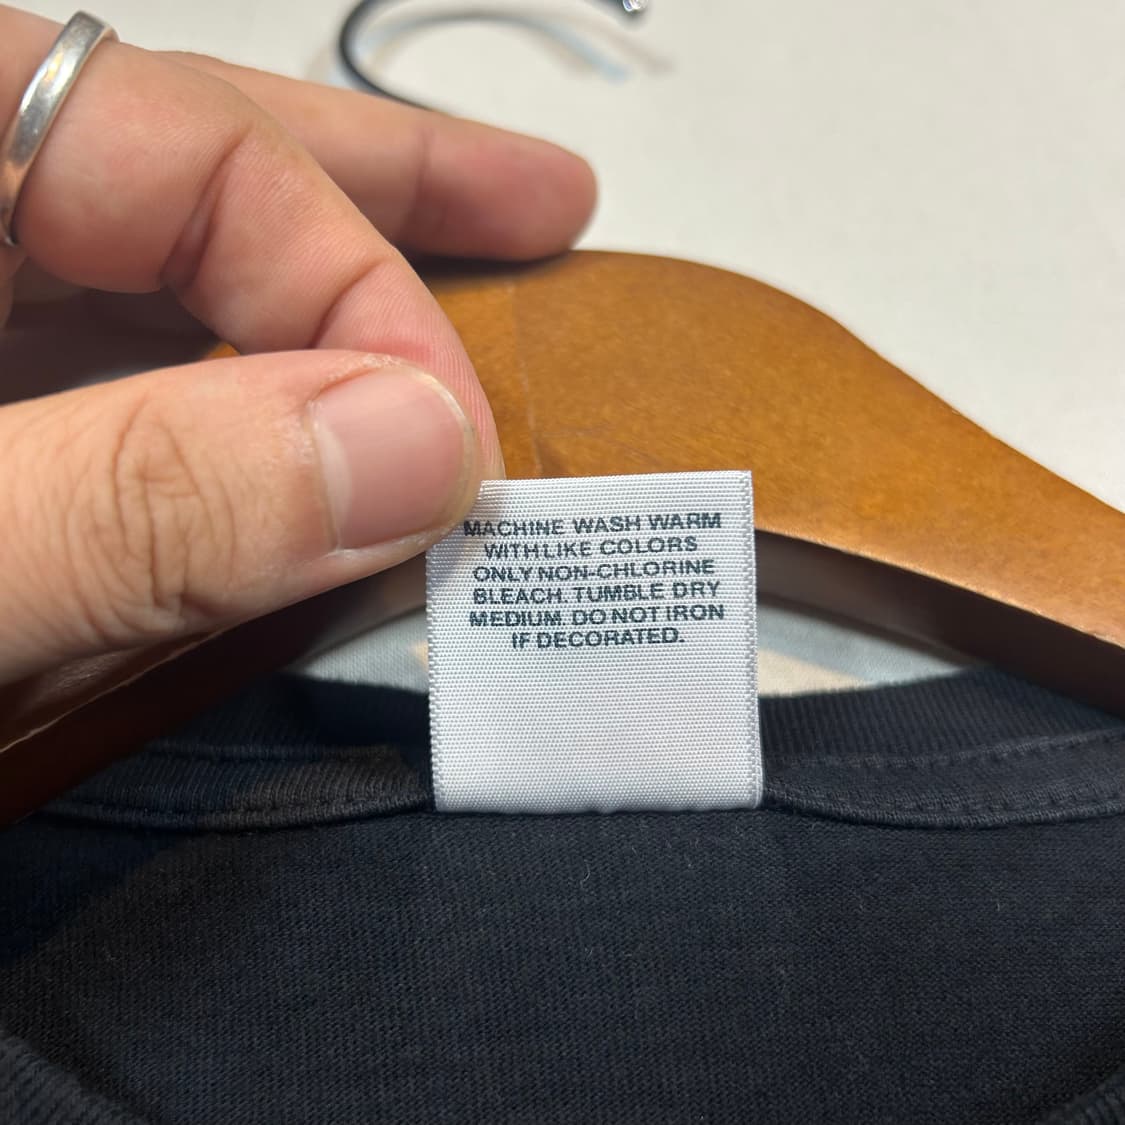 MACHINE WASH WARM
WITH LIKE COLORS
ONLY NON-CHLORINE
BLEACH. TUMBLE DRY
MEDIUM. DO NOT IRON
IF DECORATED.